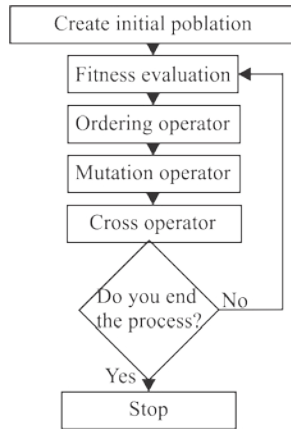 Create initial poblation
Fitness evaluation
Ordering operator
Mutation operator
Cross operator
Do you end
the process?
No
Yes
Stop